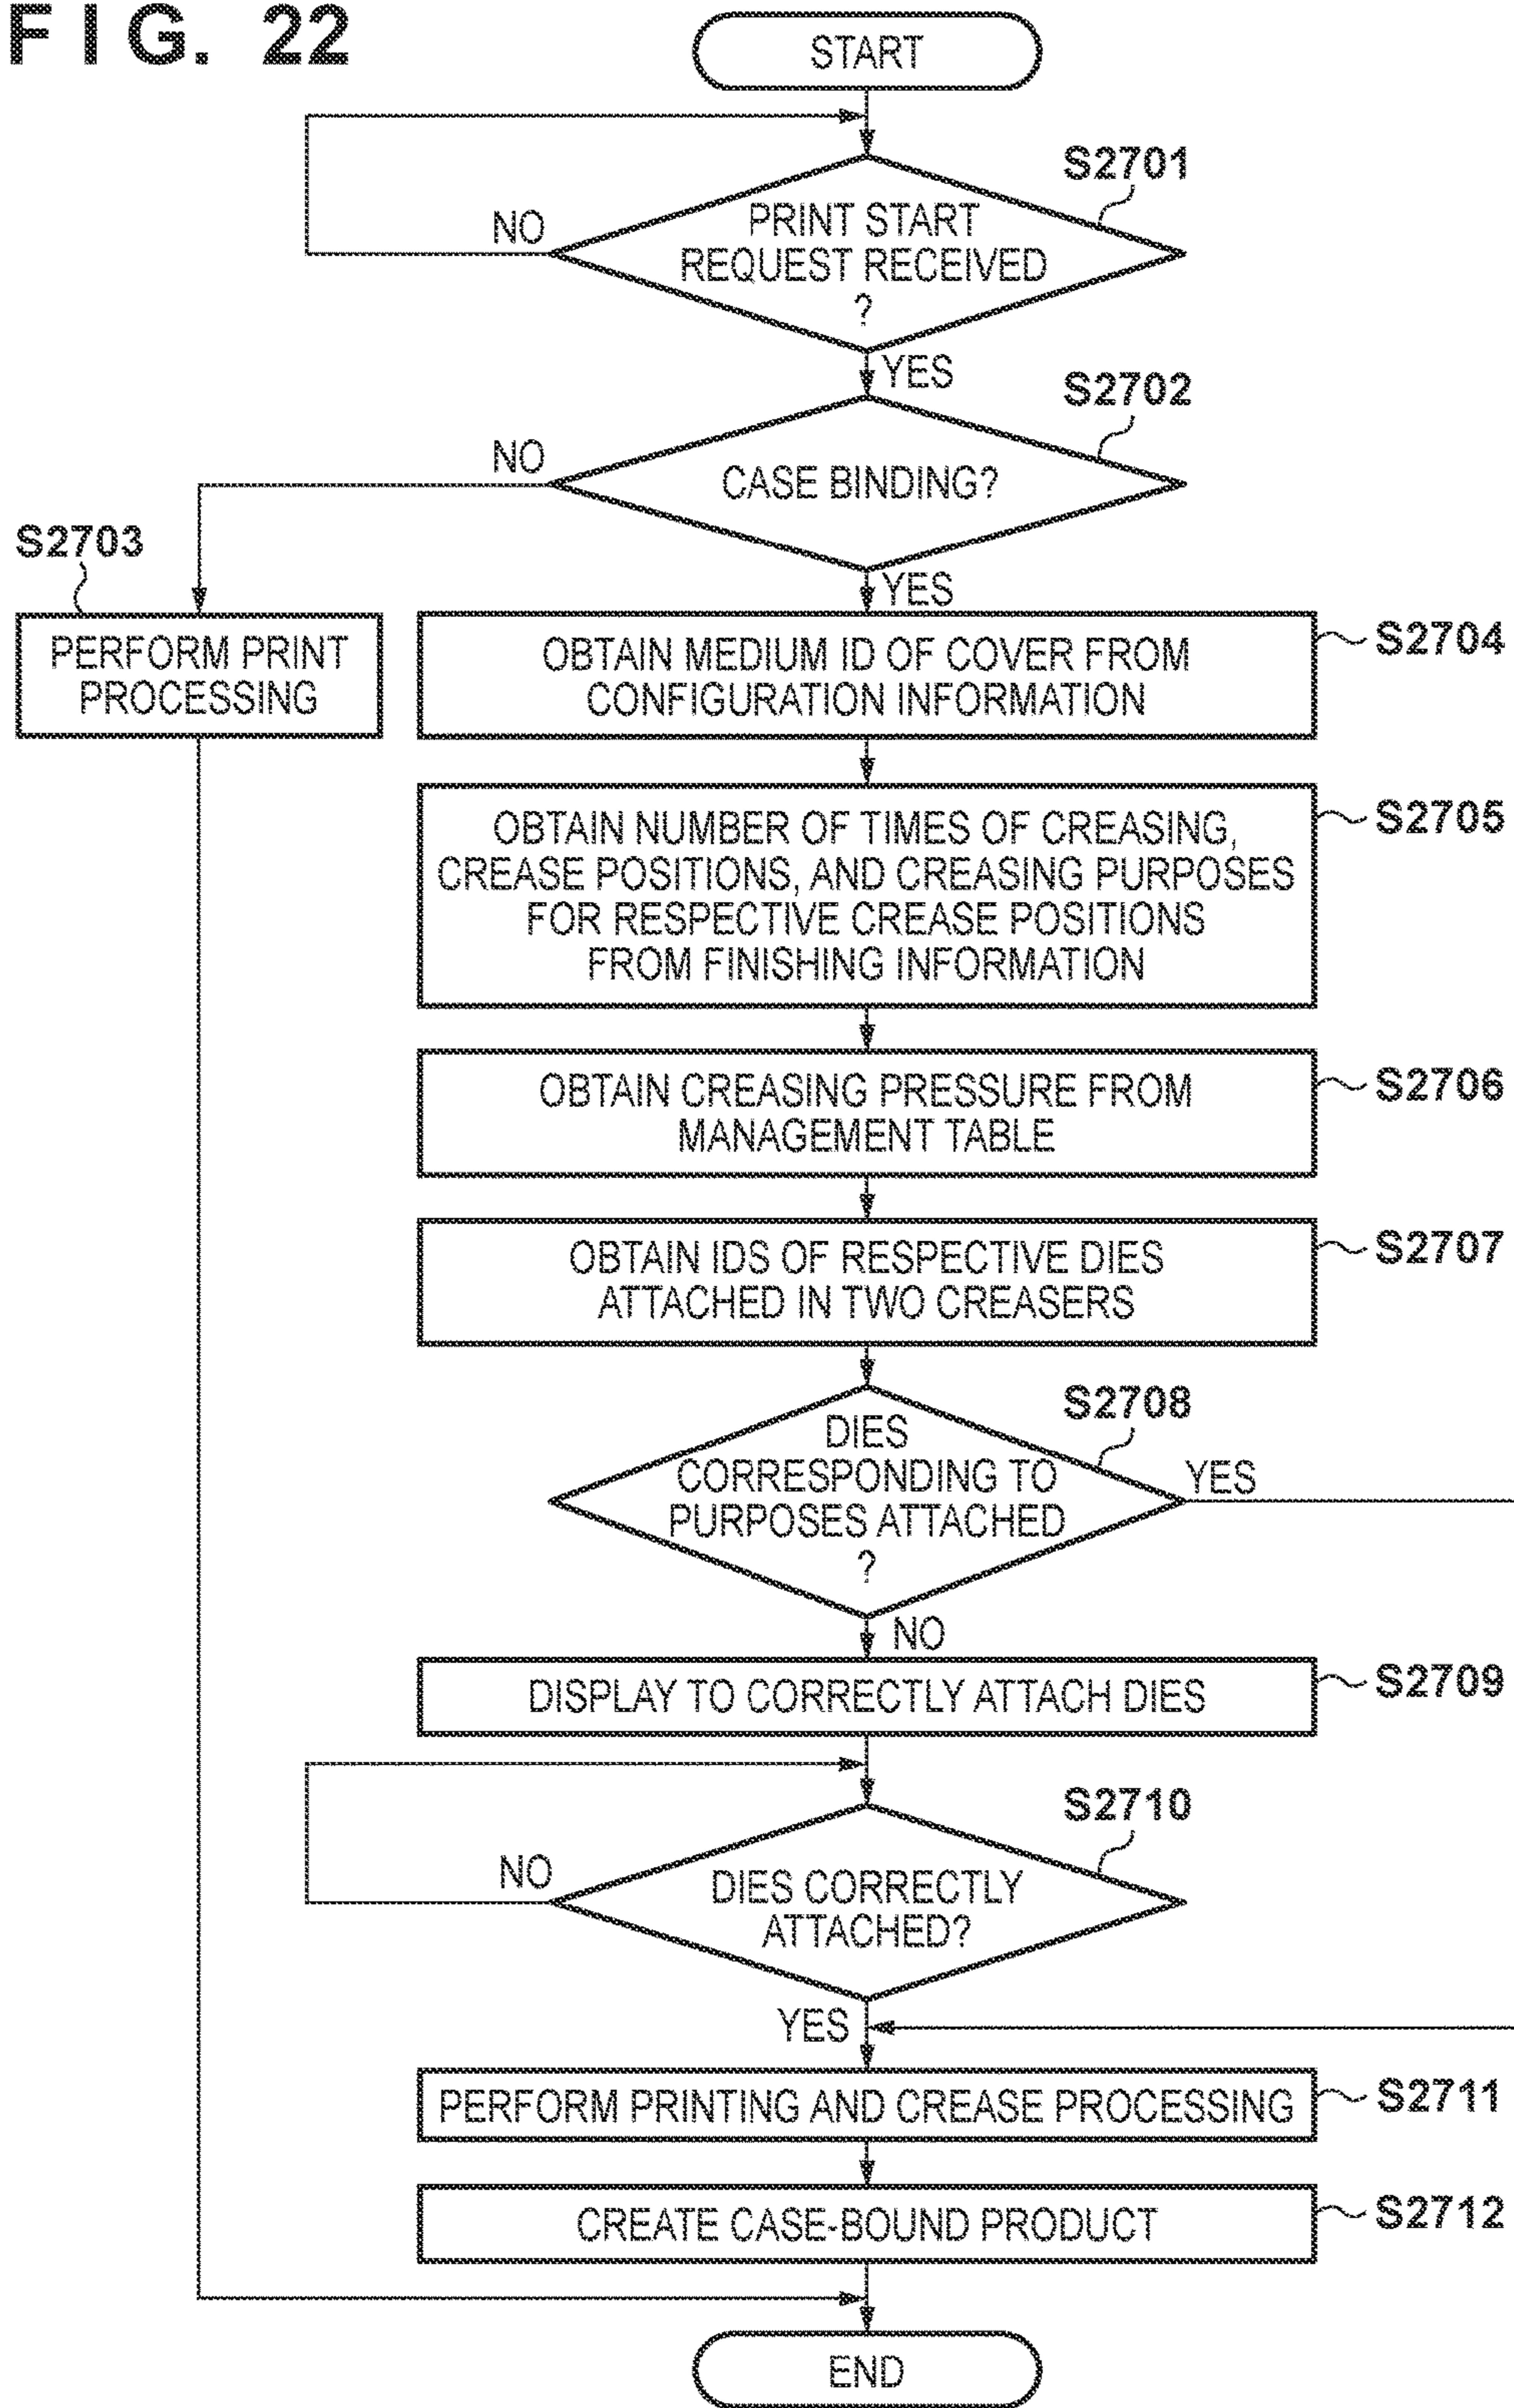 FIG. 22
START
S2701
PRINT START
REQUEST RECEIVED
?
NO
YES
S2702
CASE BINDING?
NO
YES
S2703
PERFORM PRINT
PROCESSING
OBTAIN MEDIUM ID OF COVER FROM
CONFIGURATION INFORMATION
S2704
OBTAIN NUMBER OF TIMES OF CREASING,
CREASE POSITIONS, AND CREASING PURPOSES
FOR RESPECTIVE CREASE POSITIONS
FROM FINISHING INFORMATION
S2705
OBTAIN CREASING PRESSURE FROM
MANAGEMENT TABLE
S2706
OBTAIN IDS OF RESPECTIVE DIES
ATTACHED IN TWO CREASERS
S2707
S2708
DIES
CORRESPONDING TO
PURPOSES ATTACHED
?
YES
NO
DISPLAY TO CORRECTLY ATTACH DIES
S2709
S2710
DIES CORRECTLY
ATTACHED?
NO
YES
PERFORM PRINTING AND CREASE PROCESSING
S2711
CREATE CASE-BOUND PRODUCT
S2712
END